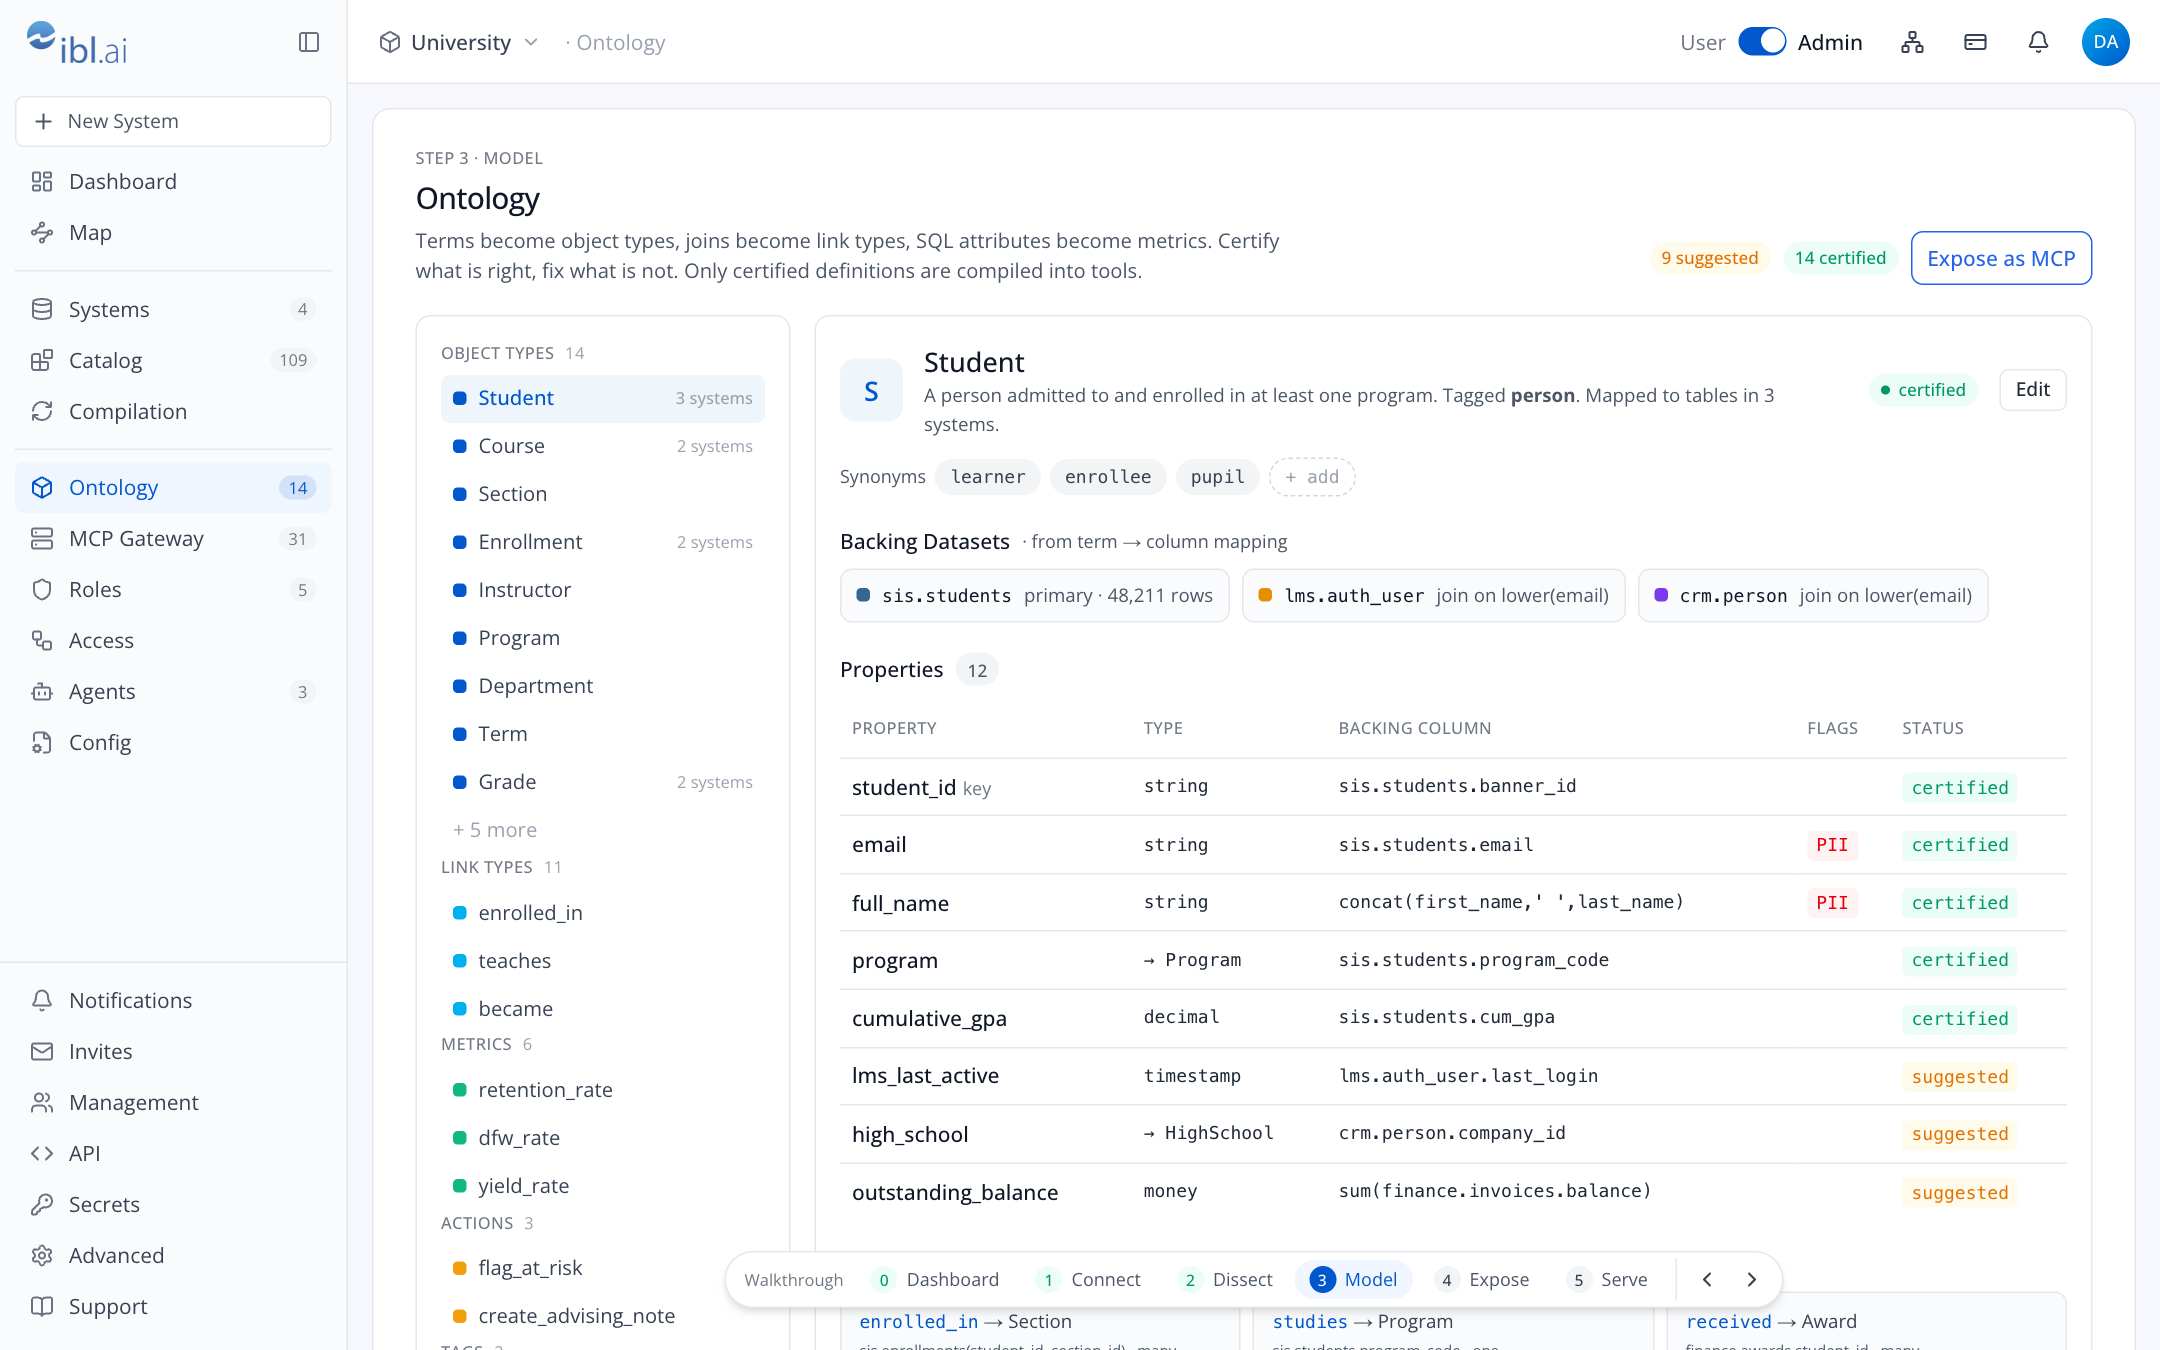 ibl.ai
New System
Dashboard
Map
Systems 4
Catalog 109
Compilation
Ontology 14
MCP Gateway 31
Roles 5
Access
Agents 3
Config
Notifications
Invites
Management
API
Secrets
Advanced
Support
University · Ontology
User Admin DA
STEP 3 · MODEL
Ontology
Terms become object types, joins become link types, SQL attributes become metrics. Certify
what is right, fix what is not. Only certified definitions are compiled into tools.
9 suggested 14 certified Expose as MCP
OBJECT TYPES 14
Student 3 systems
Course 2 systems
Section
Enrollment 2 systems
Instructor
Program
Department
Term
Grade 2 systems
+ 5 more
LINK TYPES 11
enrolled_in
teaches
became
METRICS 6
retention_rate
dfw_rate
yield_rate
ACTIONS 3
flag_at_risk
create_advising_note
S
Student
A person admitted to and enrolled in at least one program. Tagged person. Mapped to tables in 3
systems.
certified Edit
Synonyms learner enrollee pupil + add
Backing Datasets · from term → column mapping
sis.students primary · 48,211 rows
lms.auth_user join on lower(email)
crm.person join on lower(email)
Properties 12
PROPERTY TYPE BACKING COLUMN FLAGS STATUS
student_id key string sis.students.banner_id certified
email string sis.students.email PII certified
full_name string concat(first_name,' ',last_name) PII certified
program → Program sis.students.program_code certified
cumulative_gpa decimal sis.students.cum_gpa certified
lms_last_active timestamp lms.auth_user.last_login suggested
high_school → HighSchool crm.person.company_id suggested
outstanding_balance money sum(finance.invoices.balance) suggested
Walkthrough 0 Dashboard 1 Connect 2 Dissect 3 Model 4 Expose 5 Serve
enrolled_in → Section
studies → Program
received → Award